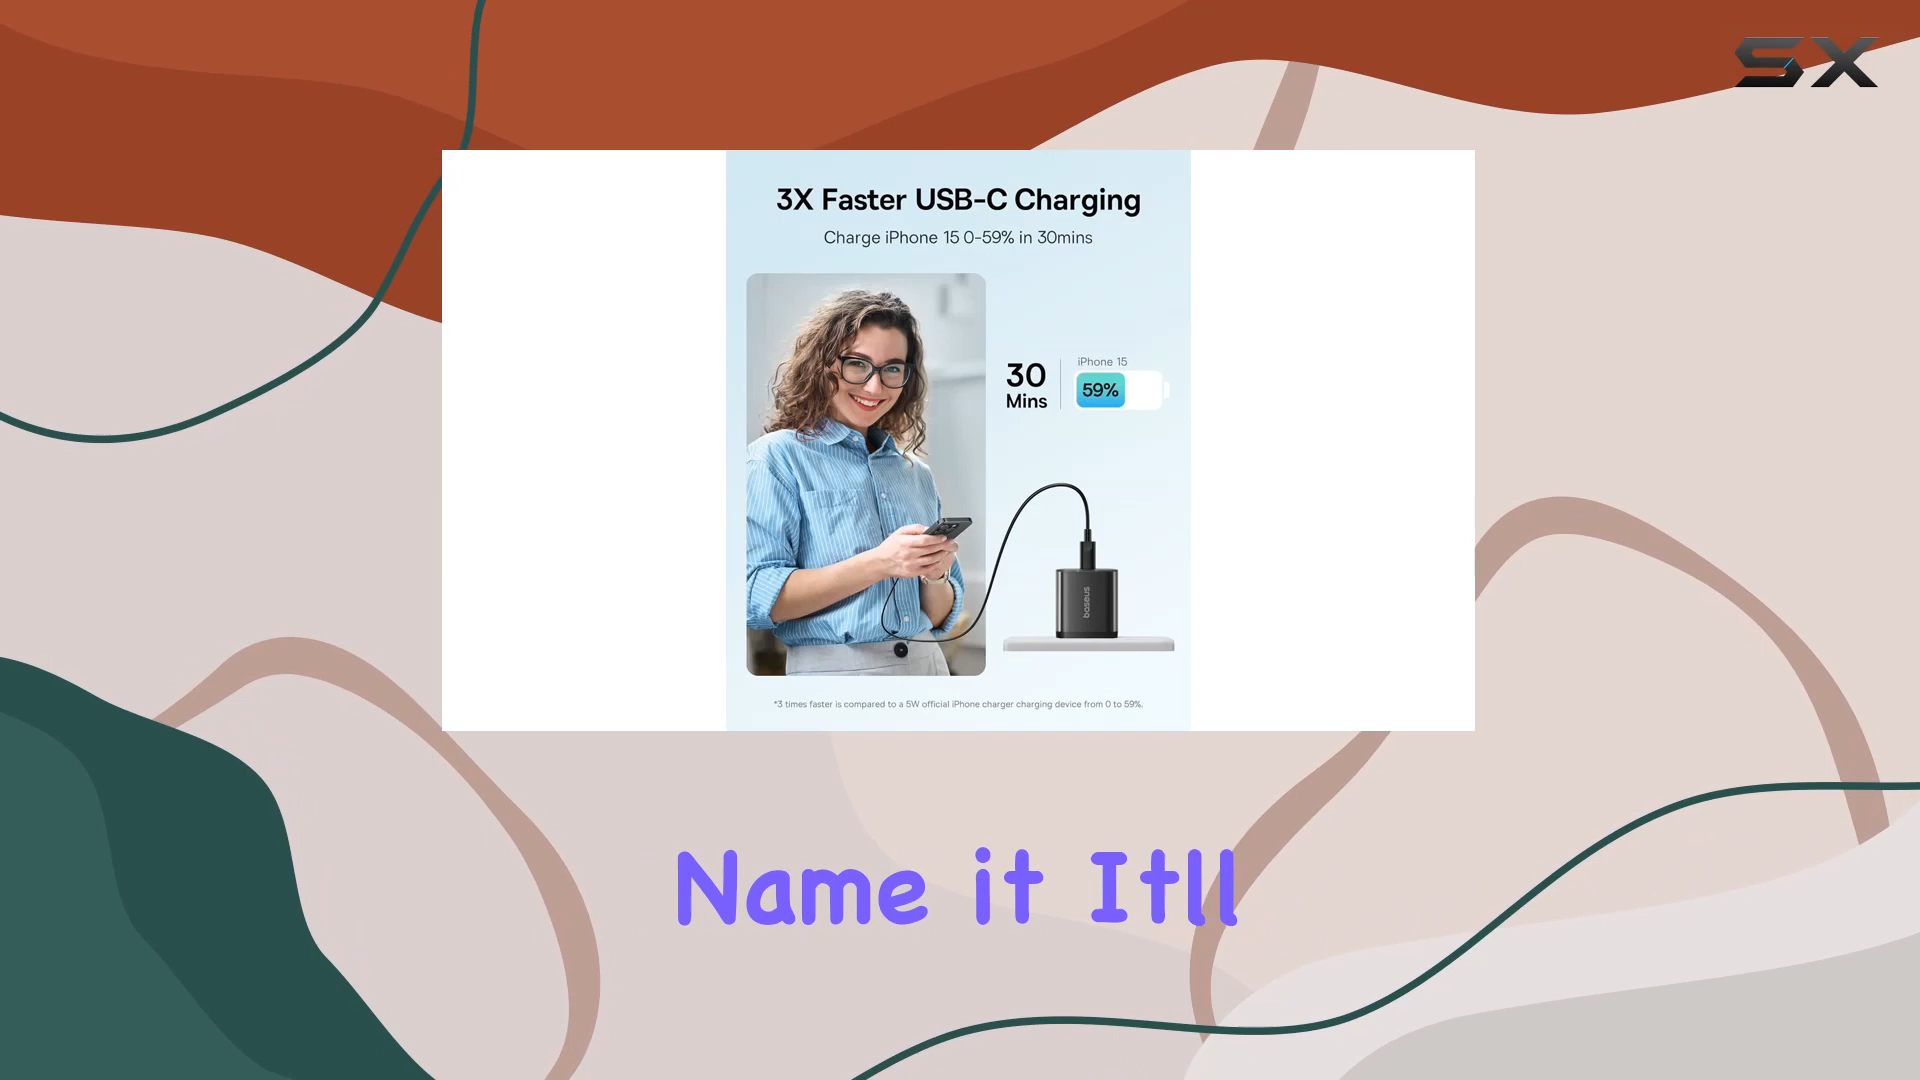 SX
3X Faster USB-C Charging
Charge iPhone 15 0-59% in 30mins
30
Mins
iPhone 15
59%
baseus
*3 times faster is compared to a 5W official iPhone charger charging device from 0 to 59%.
Name it Itll